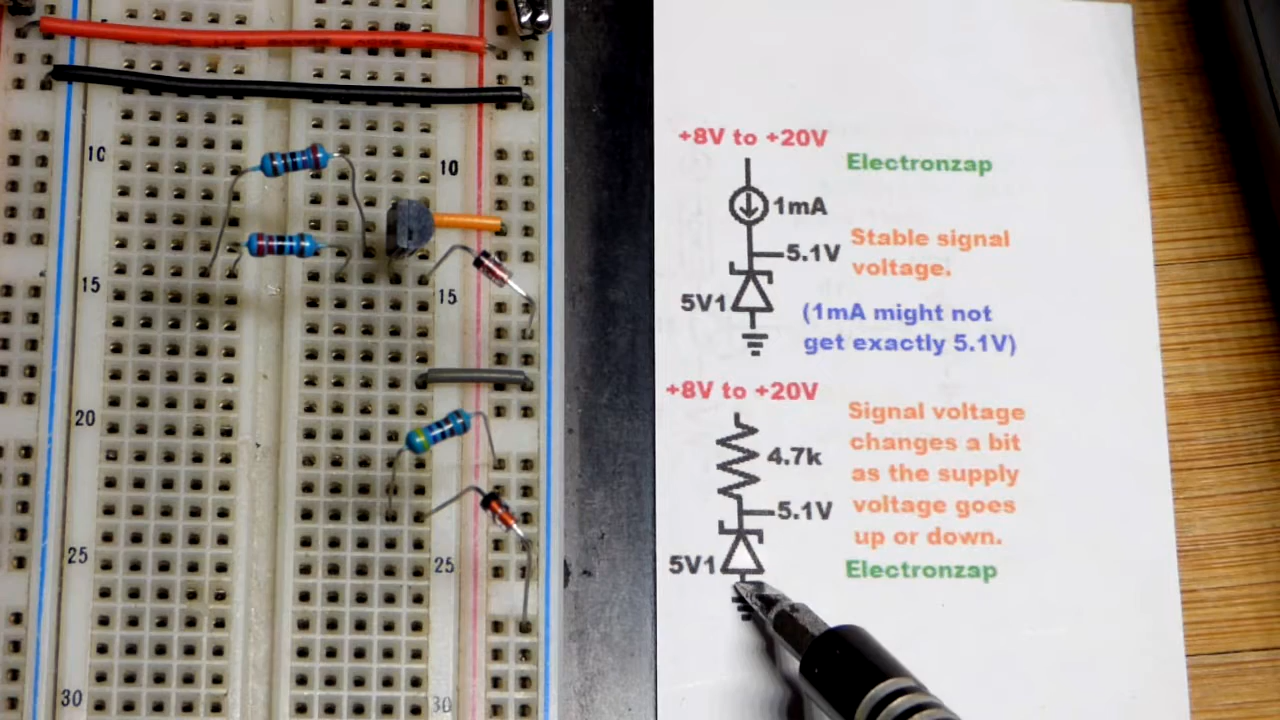 10
10
15
15
20
25
25
30
30
+8V to +20V
Electronzap
1mA
5.1V
Stable signal
voltage.
5V1
(1mA might not
get exactly 5.1V)
+8V to +20V
Signal voltage
changes a bit
as the supply
voltage goes
up or down.
4.7k
5.1V
5V1
Electronzap